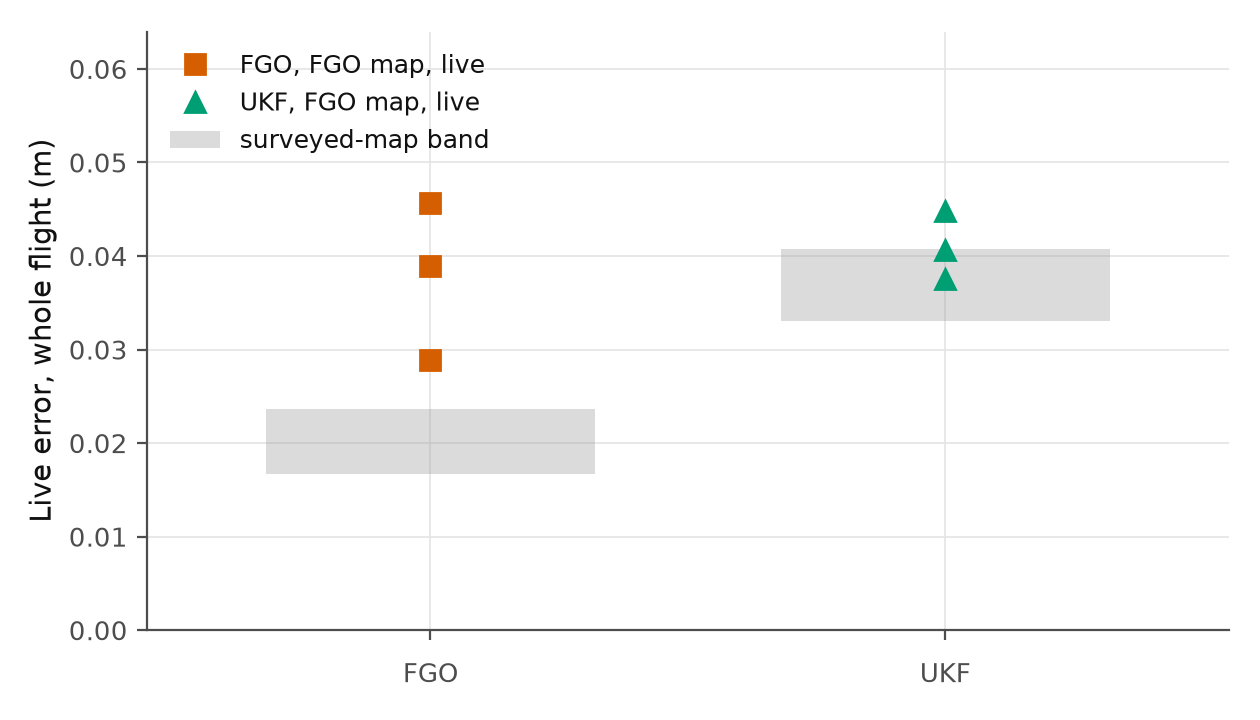 FGO, FGO map, live
UKF, FGO map, live
surveyed-map band
Live error, whole flight (m)
0.06
0.05
0.04
0.03
0.02
0.01
0.00
FGO
UKF